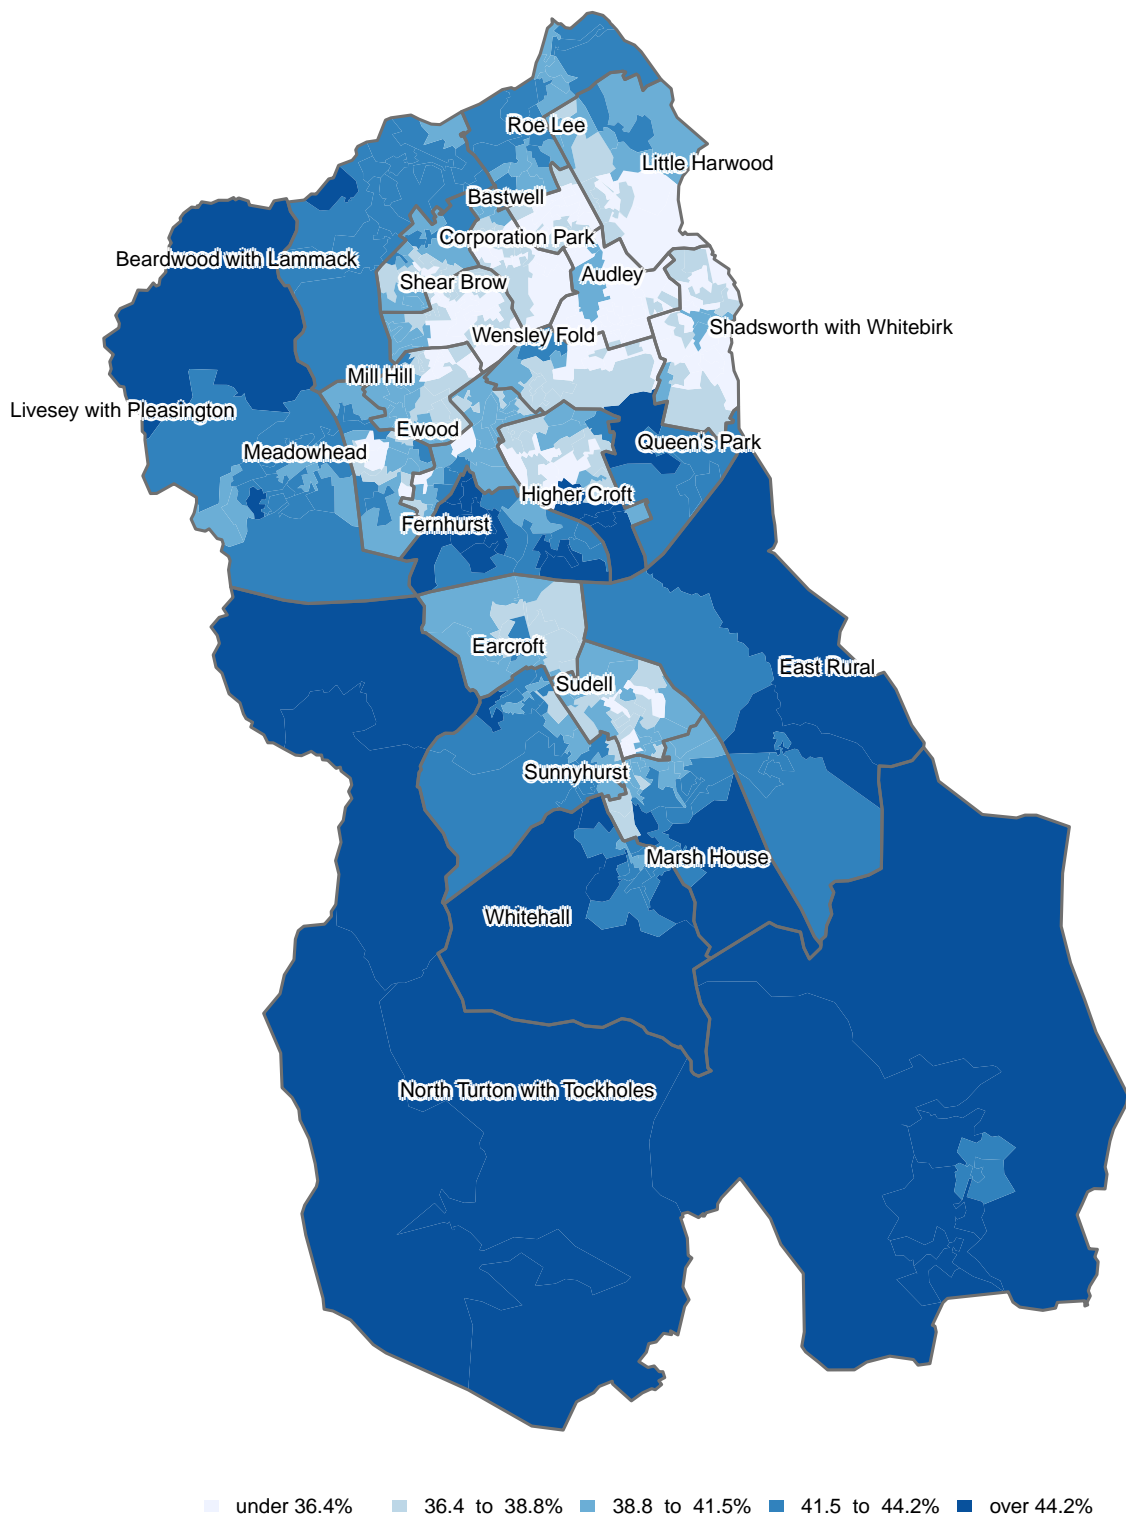 Roe Lee
Little Harwood
Bastwell
Corporation Park
Beardwood with Lammack
Audley
Shear Brow
Shadsworth with Whitebirk
Wensley Fold
Mill Hill
Livesey with Pleasington
Ewood
Queen's Park
Meadowhead
Higher Croft
Fernhurst
Earcroft
East Rural
Sudell
Sunnyhurst
Marsh House
Whitehall
North Turton with Tockholes
under 36.4% 36.4 to 38.8% 38.8 to 41.5% 41.5 to 44.2% over 44.2%